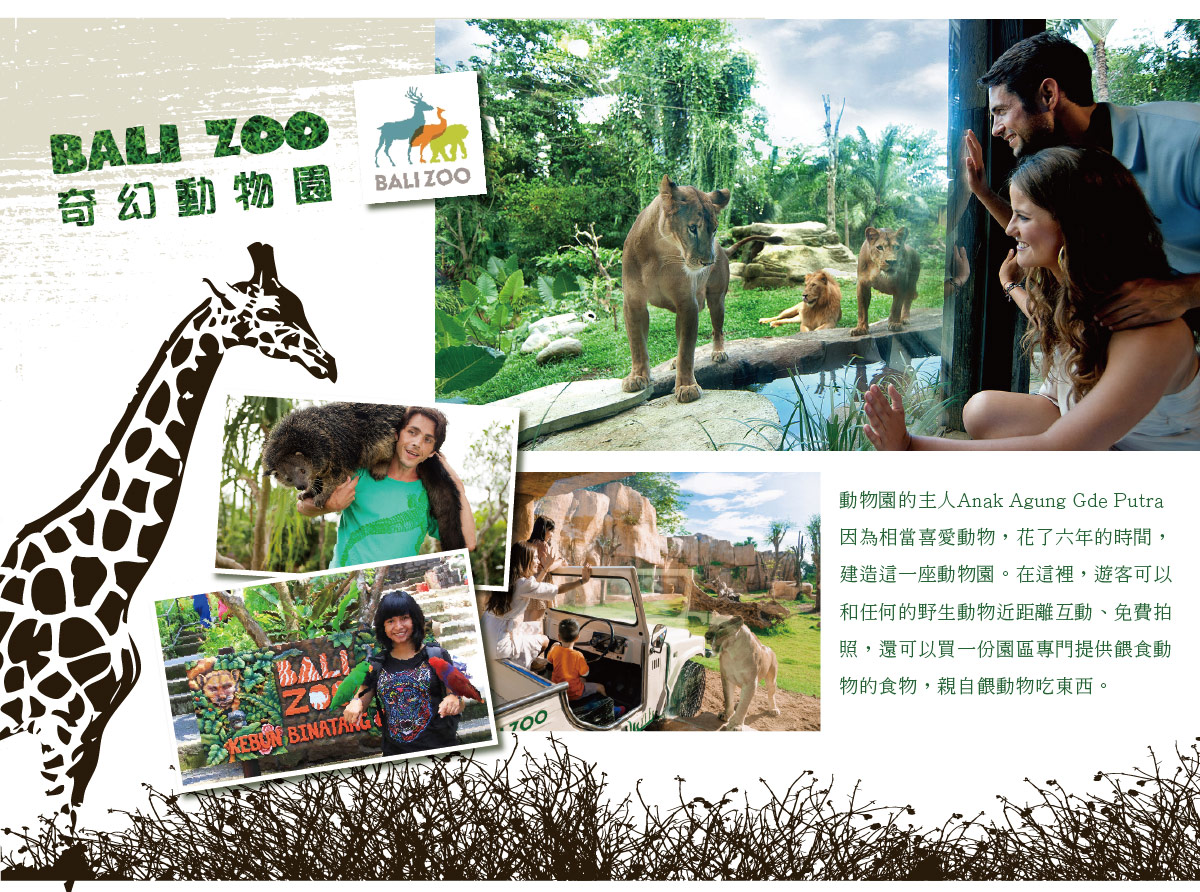 BALI ZOO
奇幻動物園
BALI ZOO
動物園的主人Anak Agung Gde Putra
因為相當喜愛動物，花了六年的時間，
建造這一座動物園。在這裡，遊客可以
和任何的野生動物近距離互動、免費拍
照，還可以買一份園區專門提供餵食動
物的食物，親自餵動物吃東西。
ZOO
BALI
ZOO
KEBUN BINATANG